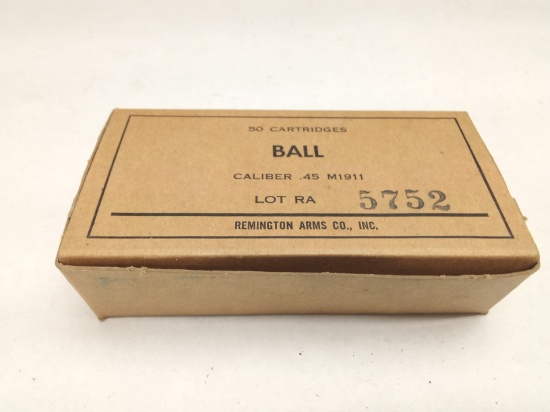 50 CARTRIDGES
BALL
CALIBER .45 M1911
LOT RA 5752
REMINGTON ARMS CO., INC.